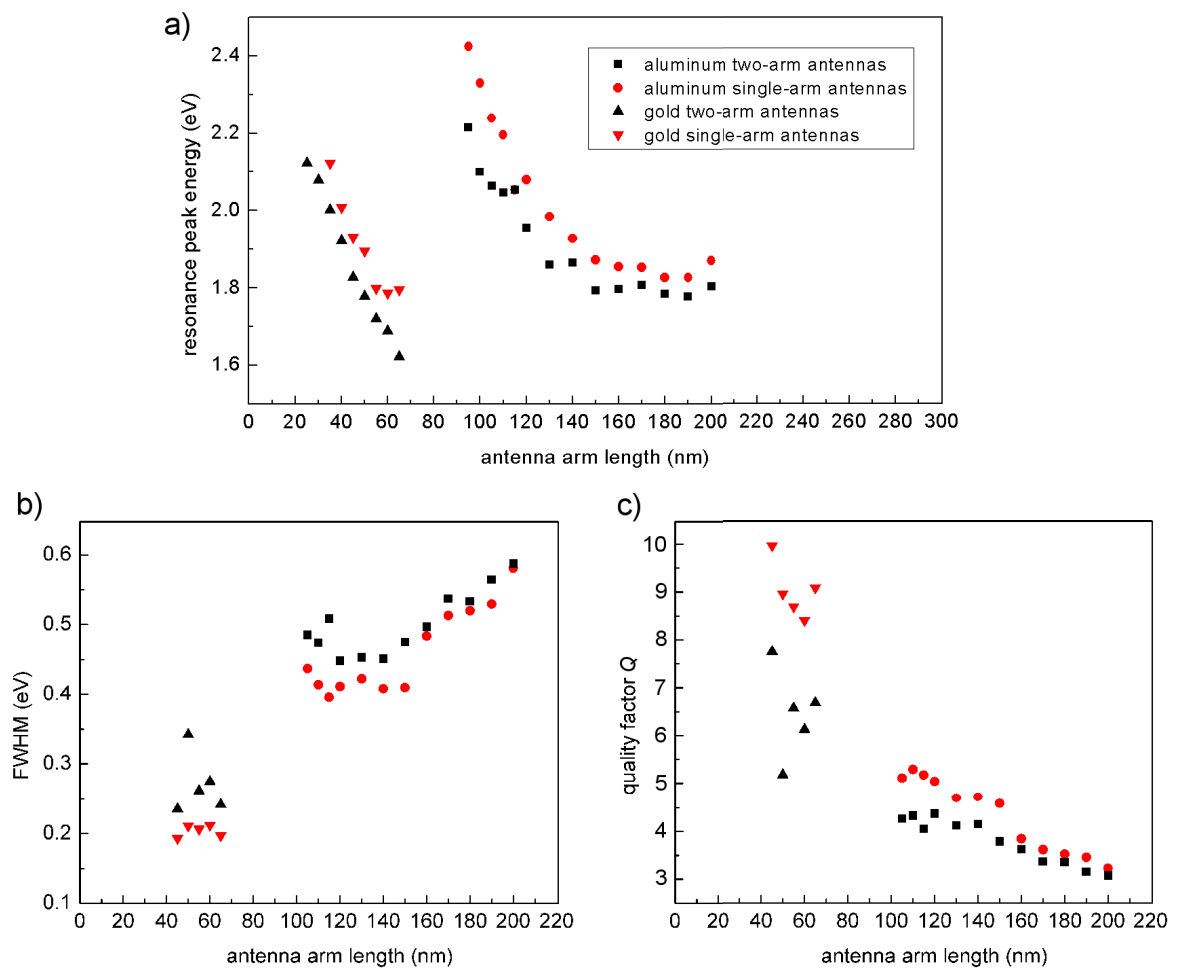 a)
resonance peak energy (eV)
2.4
2.2
2.0
1.8
1.6
aluminum two-arm antennas
aluminum single-arm antennas
gold two-arm antennas
gold single-arm antennas
0 20 40 60 80 100 120 140 160 180 200 220 240 260 280 300
antenna arm length (nm)
b)
FWHM (eV)
0.6
0.5
0.4
0.3
0.2
0.1
0 20 40 60 80 100 120 140 160 180 200 220
antenna arm length (nm)
c)
quality factor Q
10
9
8
7
6
5
4
3
0 20 40 60 80 100 120 140 160 180 200 220
antenna arm length (nm)